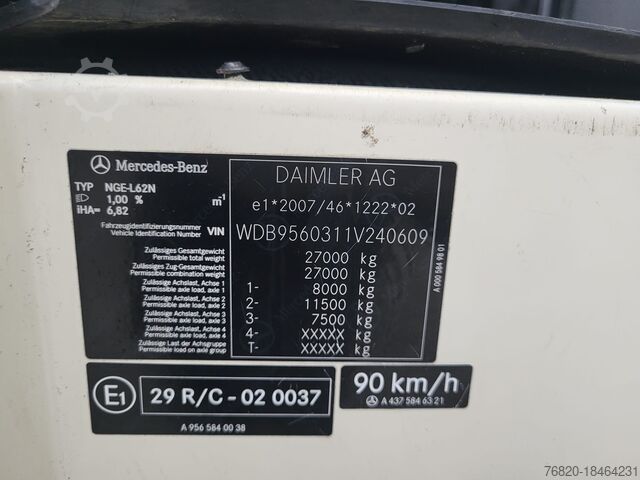 Mercedes-Benz
TYP NGE-L62N
1,00 % m⁻¹
iHA= 6,82
Fahrzeugidentifizierungsnummer
Vehicle Identification Number VIN
DAIMLER AG
e1*2007/46*1222*02
WDB9560311V240609
Zulässiges Gesamtgewicht
Permissible total weight 27000 kg
Zulässiges Zug-Gesamtgewicht
Permissible combination weight 27000 kg
Zulässige Achslast, Achse 1
Permissible axle load, axle 1 1- 8000 kg
Zulässige Achslast, Achse 2
Permissible axle load, axle 2 2- 11500 kg
Zulässige Achslast, Achse 3
Permissible axle load, axle 3 3- 7500 kg
Zulässige Achslast, Achse 4
Permissible axle load, axle 4 4- XXXXX kg
Zulässige Last der Achsgruppe
Permissible load on axle group T- XXXXX kg
A 000 584 98 01
E1 29 R/C - 02 0037
A 956 584 00 38
90 km/h
A 437 584 63 21
76820-18464231